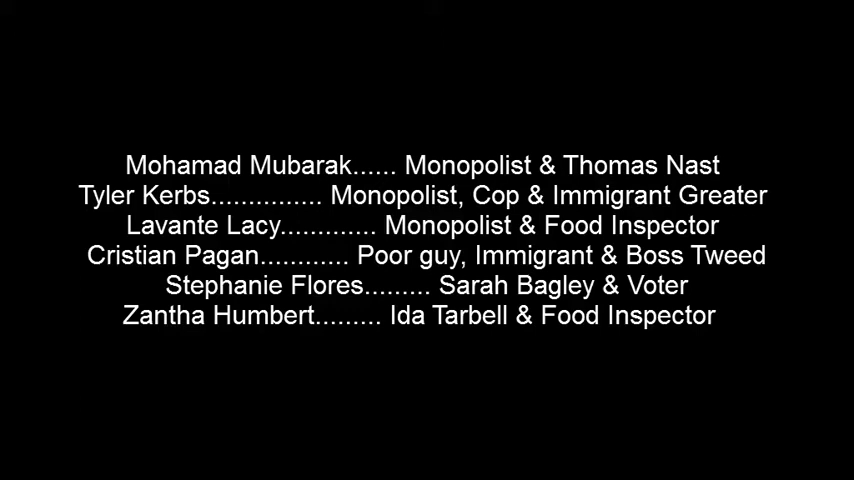 Mohamad Mubarak...... Monopolist & Thomas Nast
Tyler Kerbs............... Monopolist, Cop & Immigrant Greater
Lavante Lacy............. Monopolist & Food Inspector
Cristian Pagan............ Poor guy, Immigrant & Boss Tweed
Stephanie Flores......... Sarah Bagley & Voter
Zantha Humbert......... Ida Tarbell & Food Inspector